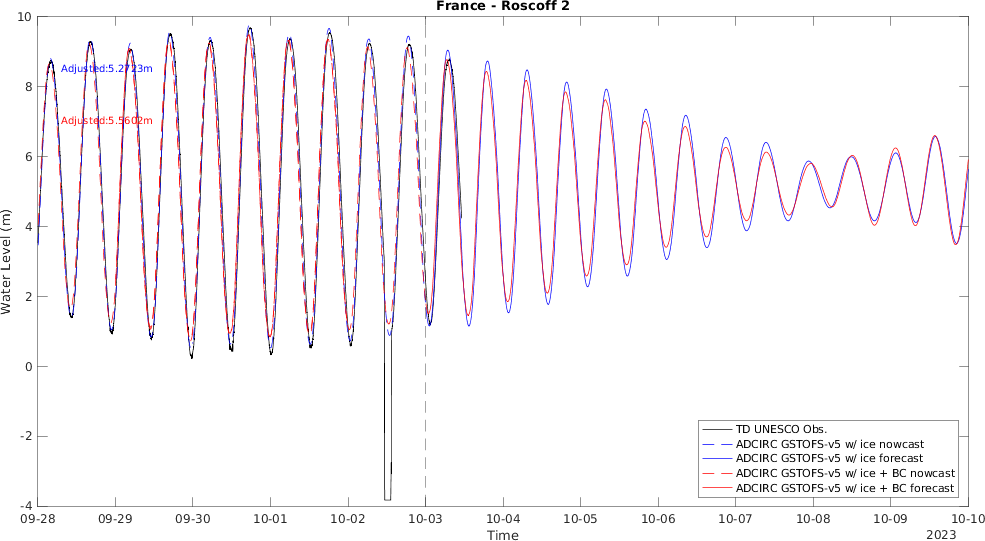 France - Roscoff 2
10
8
6
4
2
0
-2
-4
Water Level (m)
Adjusted:5.2723m
Adjusted:5.5602m
TD UNESCO Obs.
ADCIRC GSTOFS-v5 w/ ice nowcast
ADCIRC GSTOFS-v5 w/ ice forecast
ADCIRC GSTOFS-v5 w/ ice + BC nowcast
ADCIRC GSTOFS-v5 w/ ice + BC forecast
09-28 09-29 09-30 10-01 10-02 10-03 10-04 10-05 10-06 10-07 10-08 10-09 10-10
Time
2023